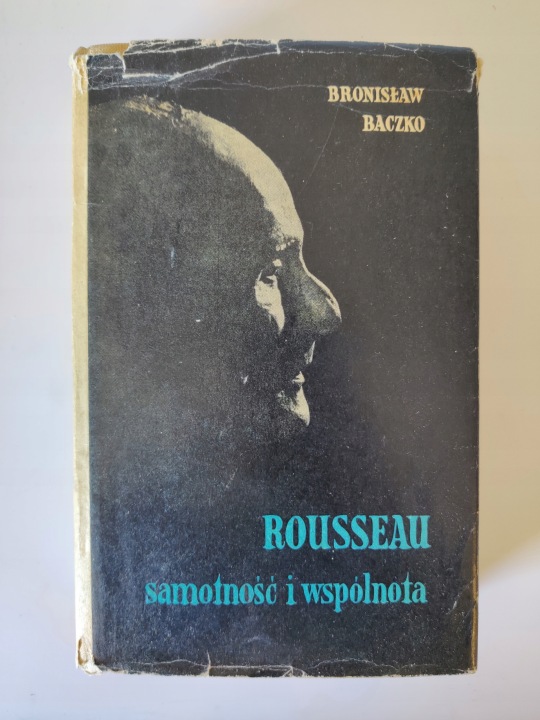 BRONISŁAW
BACZKO
ROUSSEAU
samotność i wspólnota